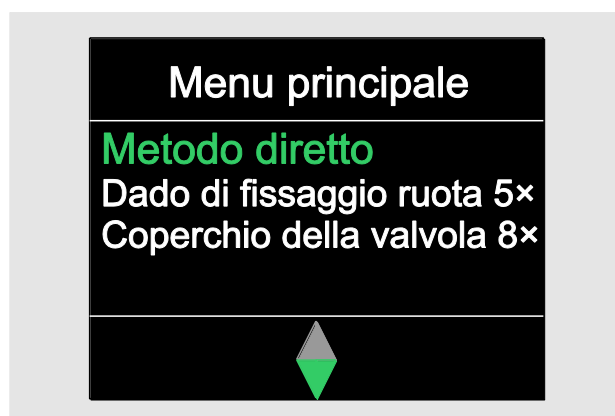 Menu principale
Metodo diretto
Dado di fissaggio ruota 5×
Coperchio della valvola 8×